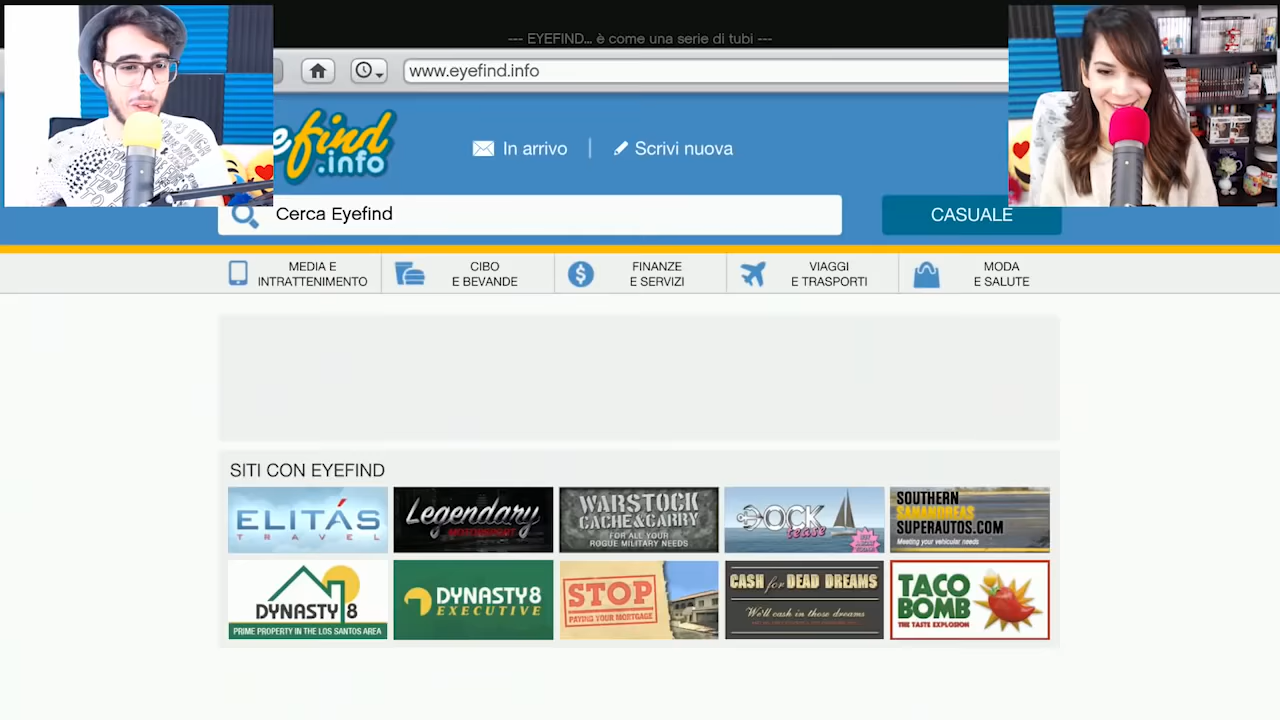 --- EYEFIND... è come una serie di tubi ---
www.eyefind.info
efind
.info
In arrivo
Scrivi nuova
Cerca Eyefind
CASUALE
MEDIA E
INTRATTENIMENTO
CIBO
E BEVANDE
FINANZE
E SERVIZI
VIAGGI
E TRASPORTI
MODA
E SALUTE
SITI CON EYEFIND
ELITÁS
TRAVEL
Legendary
MOTORSPORT
WARSTOCK
CACHE&CARRY
FOR ALL YOUR
ROGUE MILITARY NEEDS
DOCK
tease
SOUTHERN
SANANDREAS
SUPERAUTOS.COM
Meeting your vehicular needs
DYNASTY 8
PRIME PROPERTY IN THE LOS SANTOS AREA
DYNASTY 8
EXECUTIVE
STOP
PAYING YOUR MORTGAGE
CASH for DEAD DREAMS
We'll cash in those dreams
TACO
BOMB
THE TASTE EXPLOSION